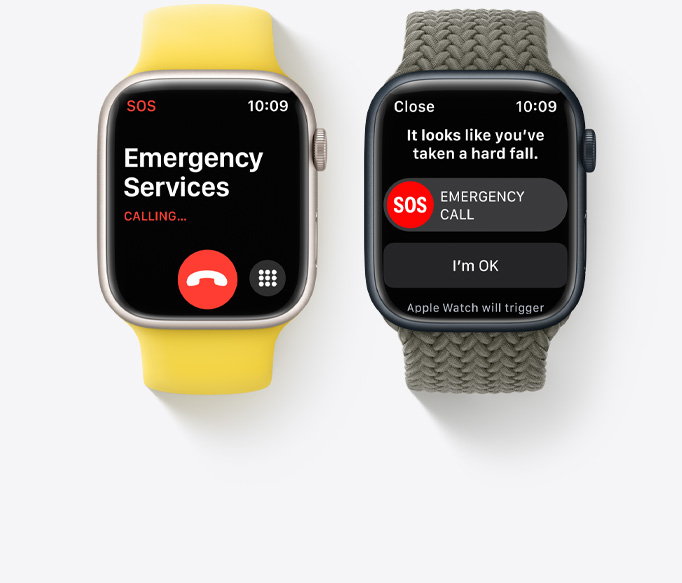 SOS 10:09
Emergency
Services
CALLING...
Close 10:09
It looks like you've
taken a hard fall.
SOS EMERGENCY
CALL
I'm OK
Apple Watch will trigger